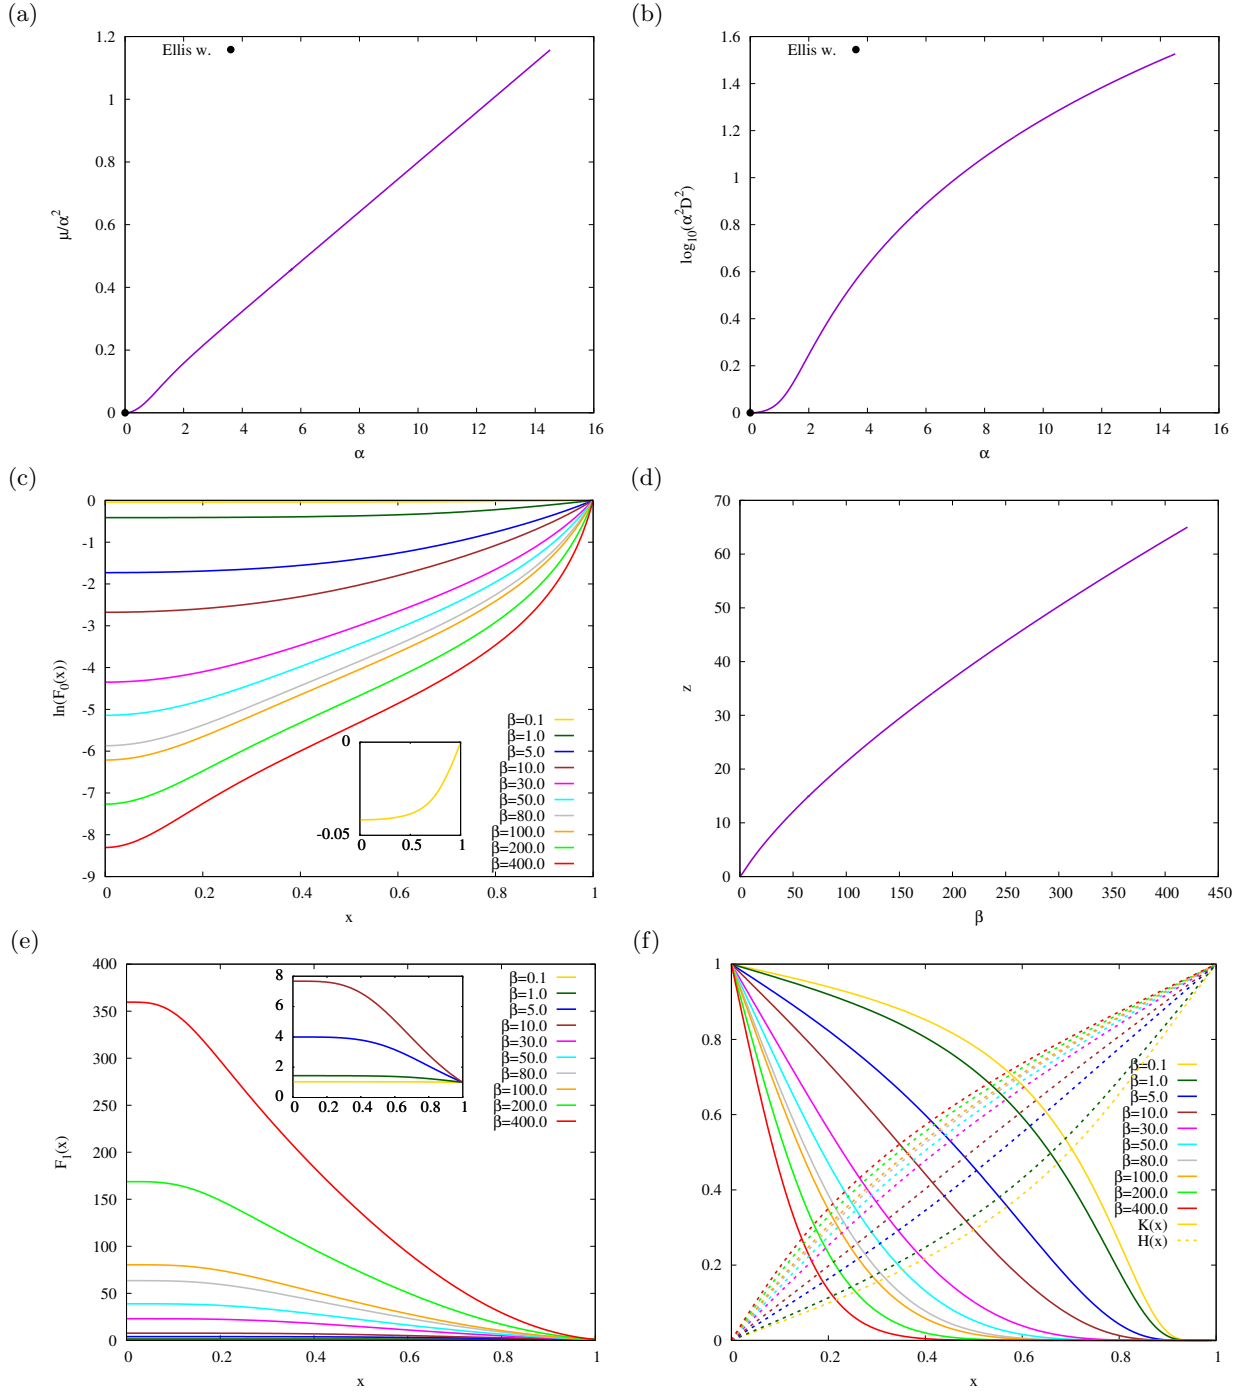 (a)
1.2
1
0.8
0.6
0.4
0.2
0
0 2 4 6 8 10 12 14 16
μ/α²
α
Ellis w.
(b)
1.6
1.4
1.2
1
0.8
0.6
0.4
0.2
0
0 2 4 6 8 10 12 14 16
log₁₀(α²D²)
α
Ellis w.
(c)
0
-1
-2
-3
-4
-5
-6
-7
-8
-9
0 0.2 0.4 0.6 0.8 1
ln(F₀(x))
x
β=0.1
β=1.0
β=5.0
β=10.0
β=30.0
β=50.0
β=80.0
β=100.0
β=200.0
β=400.0
0
-0.05
0 1
(d)
70
60
50
40
30
20
10
0
0 50 100 150 200 250 300 350 400 450
z
β
(e)
400
350
300
250
200
150
100
50
0
0 0.2 0.4 0.6 0.8 1
F₁(x)
x
8
6
4
2
0
0 0.2 0.4 0.6 0.8 1
β=0.1
β=1.0
β=5.0
β=10.0
β=30.0
β=50.0
β=80.0
β=100.0
β=200.0
β=400.0
(f)
1
0.8
0.6
0.4
0.2
0
0 0.2 0.4 0.6 0.8 1
x
β=0.1
β=1.0
β=5.0
β=10.0
β=30.0
β=50.0
β=80.0
β=100.0
β=200.0
β=400.0
K(x)
H(x)